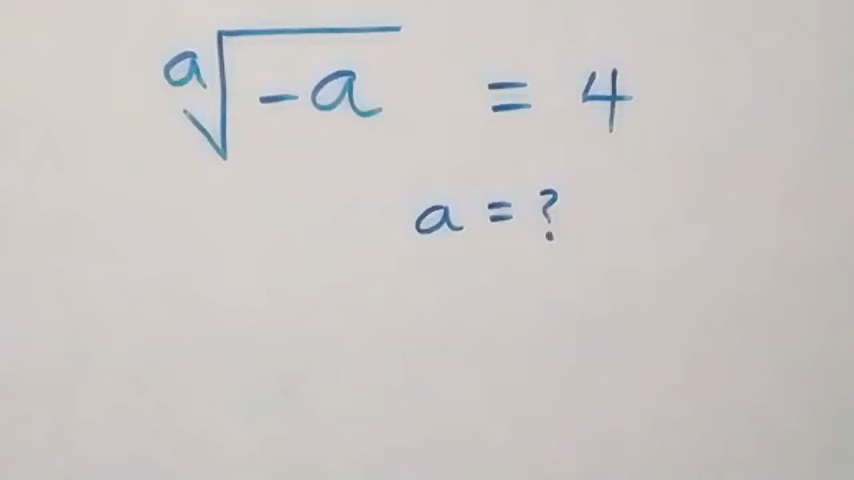 ᵃ√-a = 4
a = ?